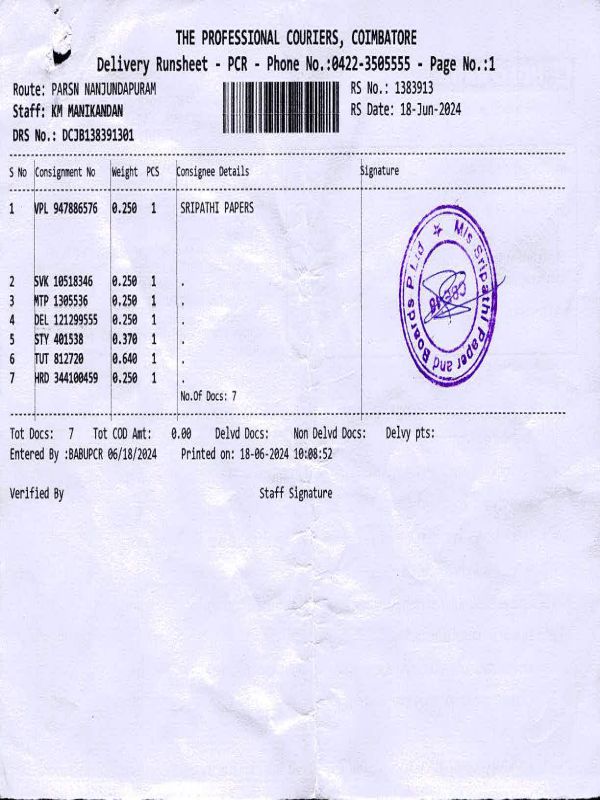 THE PROFESSIONAL COURIERS, COIMBATORE
Delivery Runsheet - PCR - Phone No.:0422-3505555 - Page No.:1
Route: PARSN NANJUNDAPURAM
RS No.: 1383913
Staff: KM MANIKANDAN
RS Date: 18-Jun-2024
DRS No.: DCJB138391301
S No Consignment No Weight PCS Consignee Details Signature
1 VPL 947886576 0.250 1 SRIPATHI PAPERS
2 SVK 10518346 0.250 1 .
3 MTP 1305536 0.250 1 .
4 DEL 121299555 0.250 1 .
5 STY 401538 0.370 1 .
6 TUT 812720 0.640 1 .
7 HRD 344100459 0.250 1 .
No.Of Docs: 7
M/s Sripathi Paper and Boards P Ltd
Tot Docs: 7 Tot COD Amt: 0.00 Delvd Docs: Non Delvd Docs: Delvy pts:
Entered By :BABUPCR 06/18/2024 Printed on: 18-06-2024 10:08:52
Verified By Staff Signature